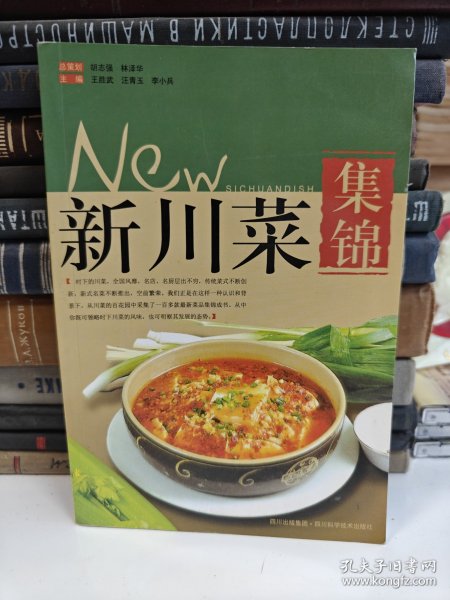 СТЕКЛОПЛАСТИКИ В МАШИНОСТРО
总策划 胡志强 林泽华
主编 王胜武 汪青玉 李小兵
New
SICHUANDISH
新川菜
集锦
【时下的川菜，全国风靡，名店、名厨层出不穷，传统菜式不断创
新，新式名菜不断推出，空前繁荣。我们正是在这样一种认识和背
景下，从川菜的百花园中采集了一百多款最新菜品集锦成书。从中
你既可领略时下川菜的风味，也可明察其发展的态势。】
ШТАН
Г.А.ЖУКОВ
四川出版集团·四川科学技术出版社
孔夫子旧书网
www.kongfz.com